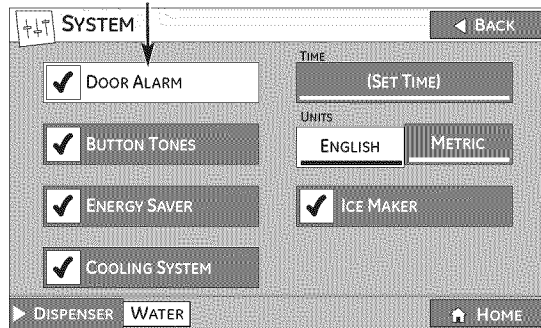 SYSTEM
BACK
DOOR ALARM
BUTTON TONES
ENERGY SAVER
COOLING SYSTEM
TIME
(SET TIME)
UNITS
ENGLISH
METRIC
ICE MAKER
DISPENSER
WATER
HOME